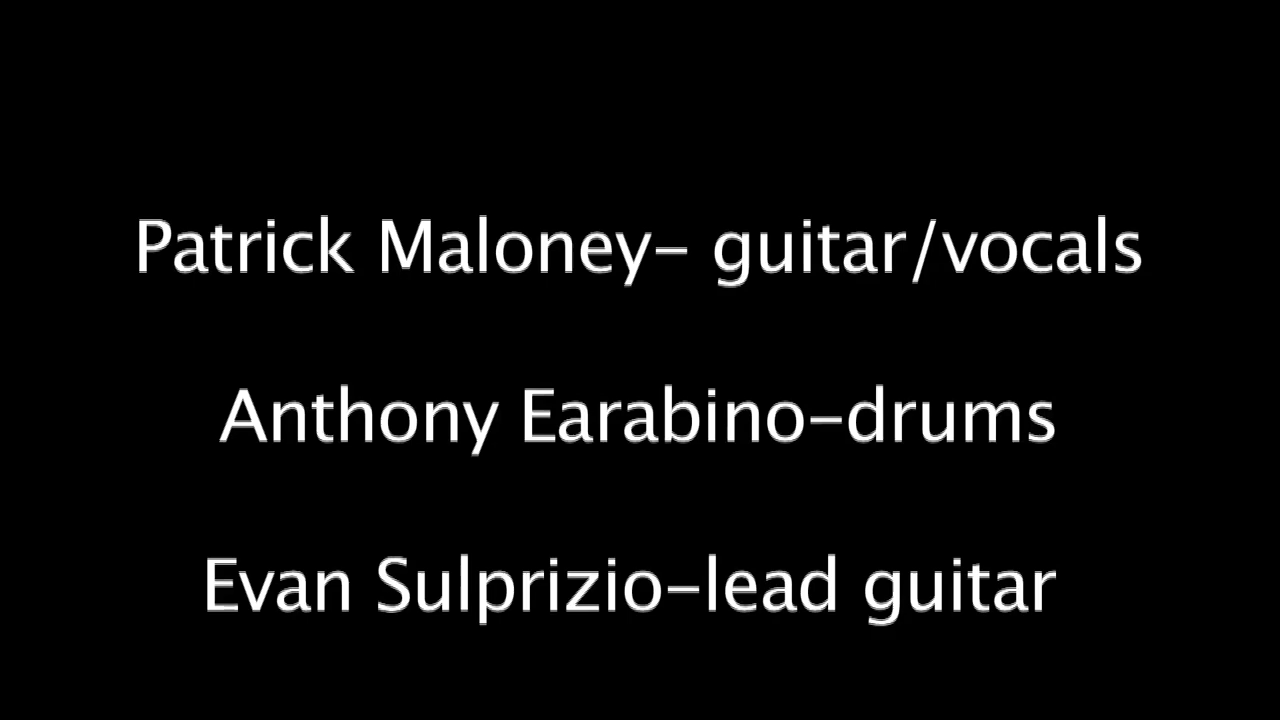 Patrick Maloney- guitar/vocals
Anthony Earabino-drums
Evan Sulprizio-lead guitar